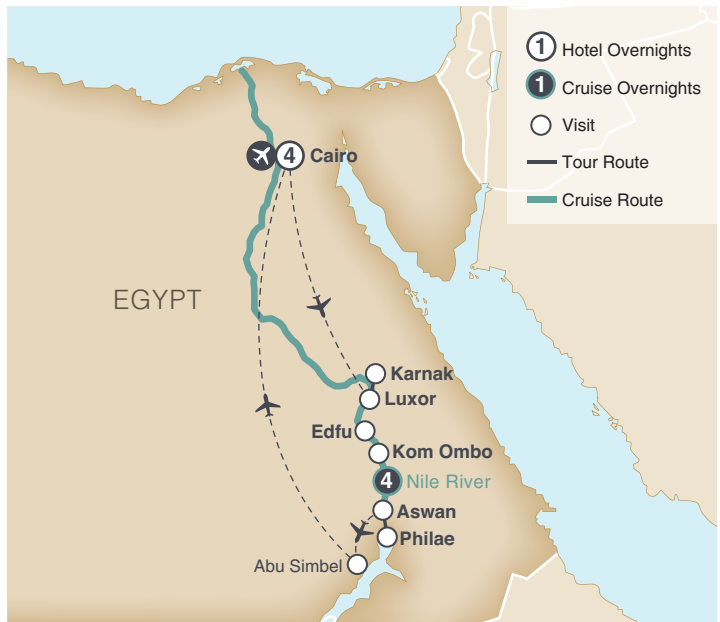 1 Hotel Overnights
1 Cruise Overnights
Visit
Tour Route
Cruise Route
4 Cairo
EGYPT
Karnak
Luxor
Edfu
Kom Ombo
4 Nile River
Aswan
Philae
Abu Simbel